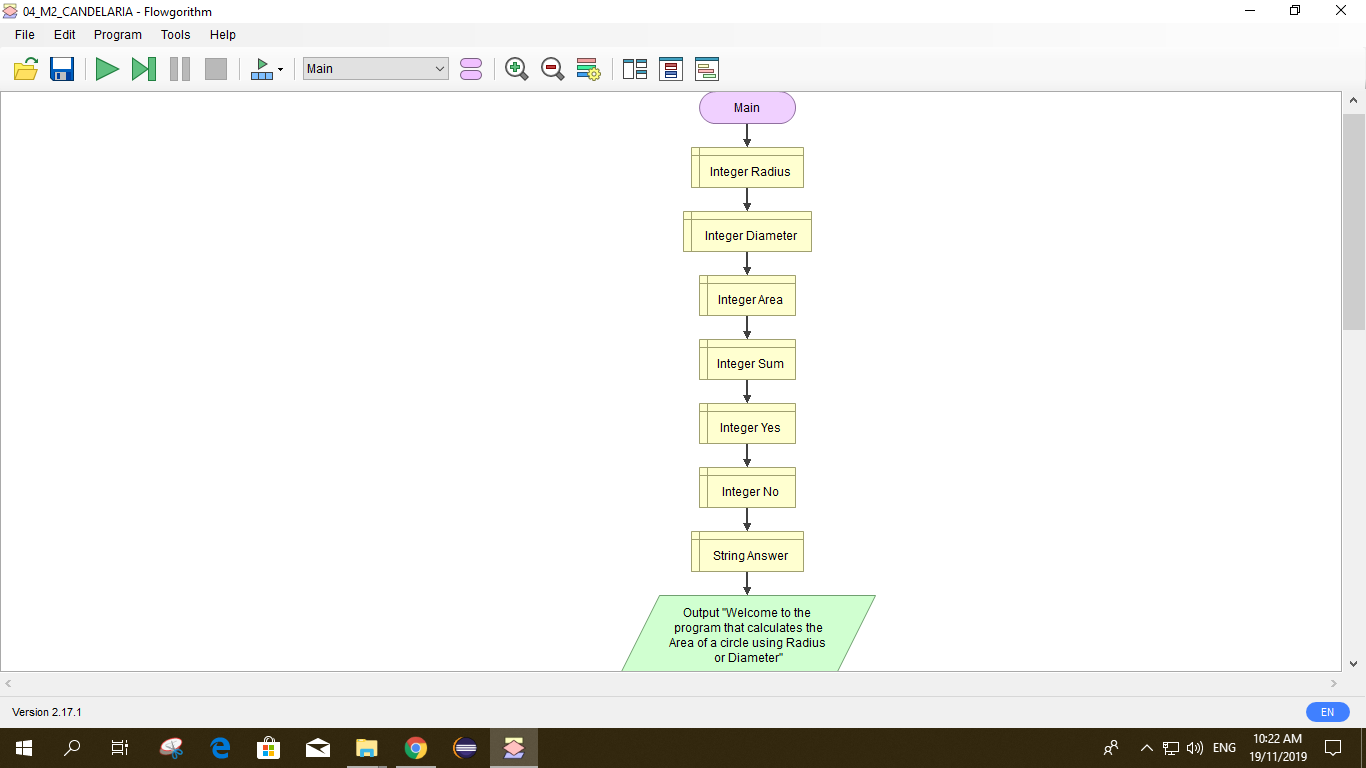 04_M2_CANDELARIA - Flowgorithm
File Edit Program Tools Help
Main
Main
Integer Radius
Integer Diameter
Integer Area
Integer Sum
Integer Yes
Integer No
String Answer
Output "Welcome to the
program that calculates the
Area of a circle using Radius
or Diameter"
Version 2.17.1
EN
ENG
10:22 AM
19/11/2019